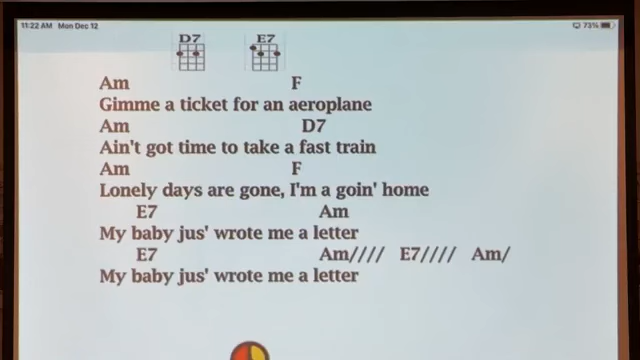 11:22 AM Mon Dec 12 73%
D7 E7
Am F
Gimme a ticket for an aeroplane
Am D7
Ain't got time to take a fast train
Am F
Lonely days are gone, I'm a goin' home
E7 Am
My baby jus' wrote me a letter
E7 Am//// E7//// Am/
My baby jus' wrote me a letter